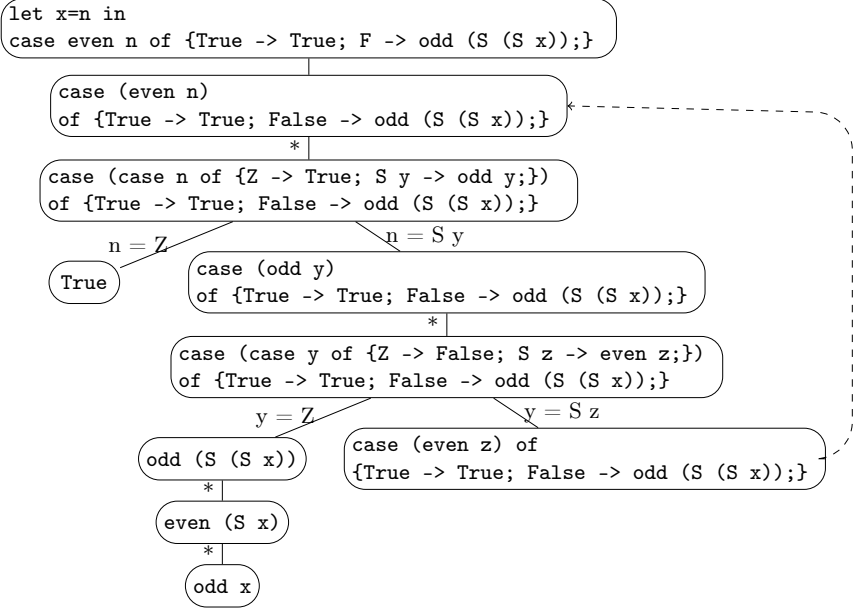 let x=n in
case even n of {True -> True; F -> odd (S (S x));}
case (even n)
of {True -> True; False -> odd (S (S x));}
*
case (case n of {Z -> True; S y -> odd y;})
of {True -> True; False -> odd (S (S x));}
n = Z
n = S y
True
case (odd y)
of {True -> True; False -> odd (S (S x));}
*
case (case y of {Z -> False; S z -> even z;})
of {True -> True; False -> odd (S (S x));}
y = Z
y = S z
odd (S (S x))
case (even z) of
{True -> True; False -> odd (S (S x));}
*
even (S x)
*
odd x